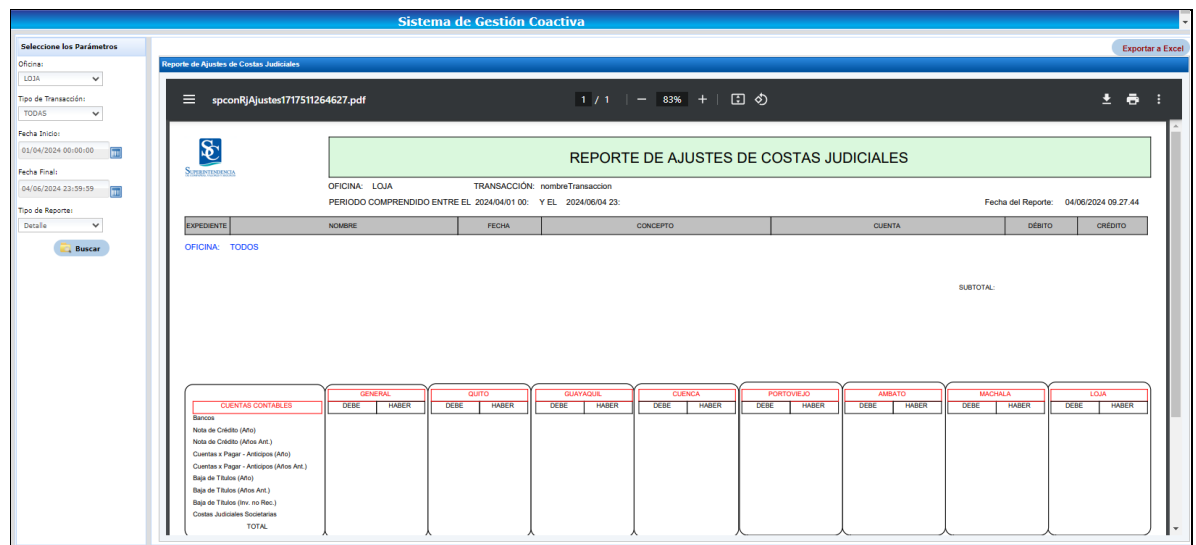 Sistema de Gestión Coactiva
Seleccione los Parámetros
Exportar a Excel
Oficina:
LOJA
Tipo de Transacción:
TODAS
Fecha Inicio:
01/04/2024 00:00:00
Fecha Final:
04/06/2024 23:59:59
Tipo de Reporte:
Detalle
Buscar
Reporte de Ajustes de Costas Judiciales
spconRjAjustes1717511264627.pdf 1 / 1 83%
SC
SUPERINTENDENCIA
REPORTE DE AJUSTES DE COSTAS JUDICIALES
OFICINA: LOJA TRANSACCIÓN: nombreTransaccion
PERIODO COMPRENDIDO ENTRE EL 2024/04/01 00: Y EL 2024/06/04 23: Fecha del Reporte: 04/06/2024 09.27.44
EXPEDIENTE NOMBRE FECHA CONCEPTO CUENTA DÉBITO CRÉDITO
OFICINA: TODOS
SUBTOTAL:
GENERAL QUITO GUAYAQUIL CUENCA PORTOVIEJO AMBATO MACHALA LOJA
CUENTAS CONTABLES DEBE HABER DEBE HABER DEBE HABER DEBE HABER DEBE HABER DEBE HABER DEBE HABER DEBE HABER
Bancos
Nota de Crédito (Año)
Nota de Crédito (Años Ant.)
Cuentas x Pagar - Anticipos (Año)
Cuentas x Pagar - Anticipos (Años Ant.)
Baja de Títulos (Año)
Baja de Títulos (Años Ant.)
Baja de Títulos (Inv. no Rec.)
Costas Judiciales Societarias
TOTAL